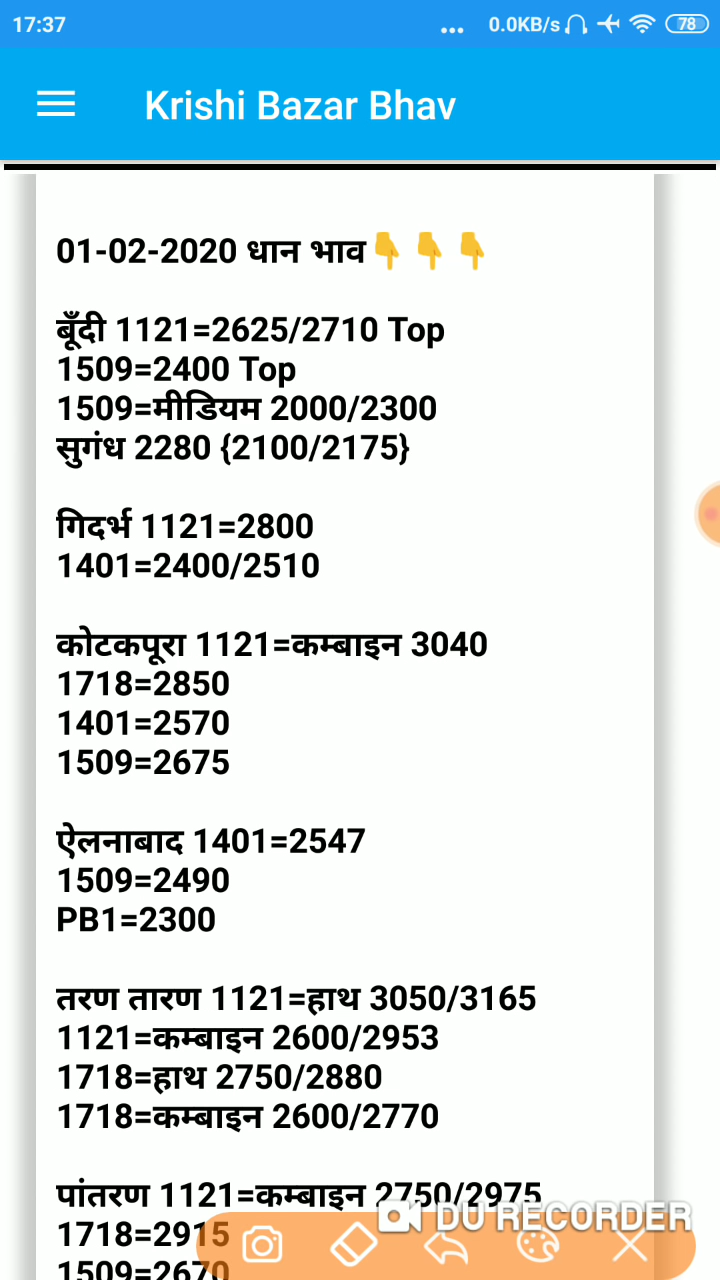 17:37
... 0.0KB/s 78
Krishi Bazar Bhav
01-02-2020 धान भाव👇👇👇
बूँदी 1121=2625/2710 Top
1509=2400 Top
1509=मीडियम 2000/2300
सुगंध 2280 {2100/2175}
गिदर्भ 1121=2800
1401=2400/2510
कोटकपूरा 1121=कम्बाइन 3040
1718=2850
1401=2570
1509=2675
ऐलनाबाद 1401=2547
1509=2490
PB1=2300
तरण तारण 1121=हाथ 3050/3165
1121=कम्बाइन 2600/2953
1718=हाथ 2750/2880
1718=कम्बाइन 2600/2770
पांतरण 1121=कम्बाइन 2750/2975
DU RECORDER
1718=2915
1509=2670